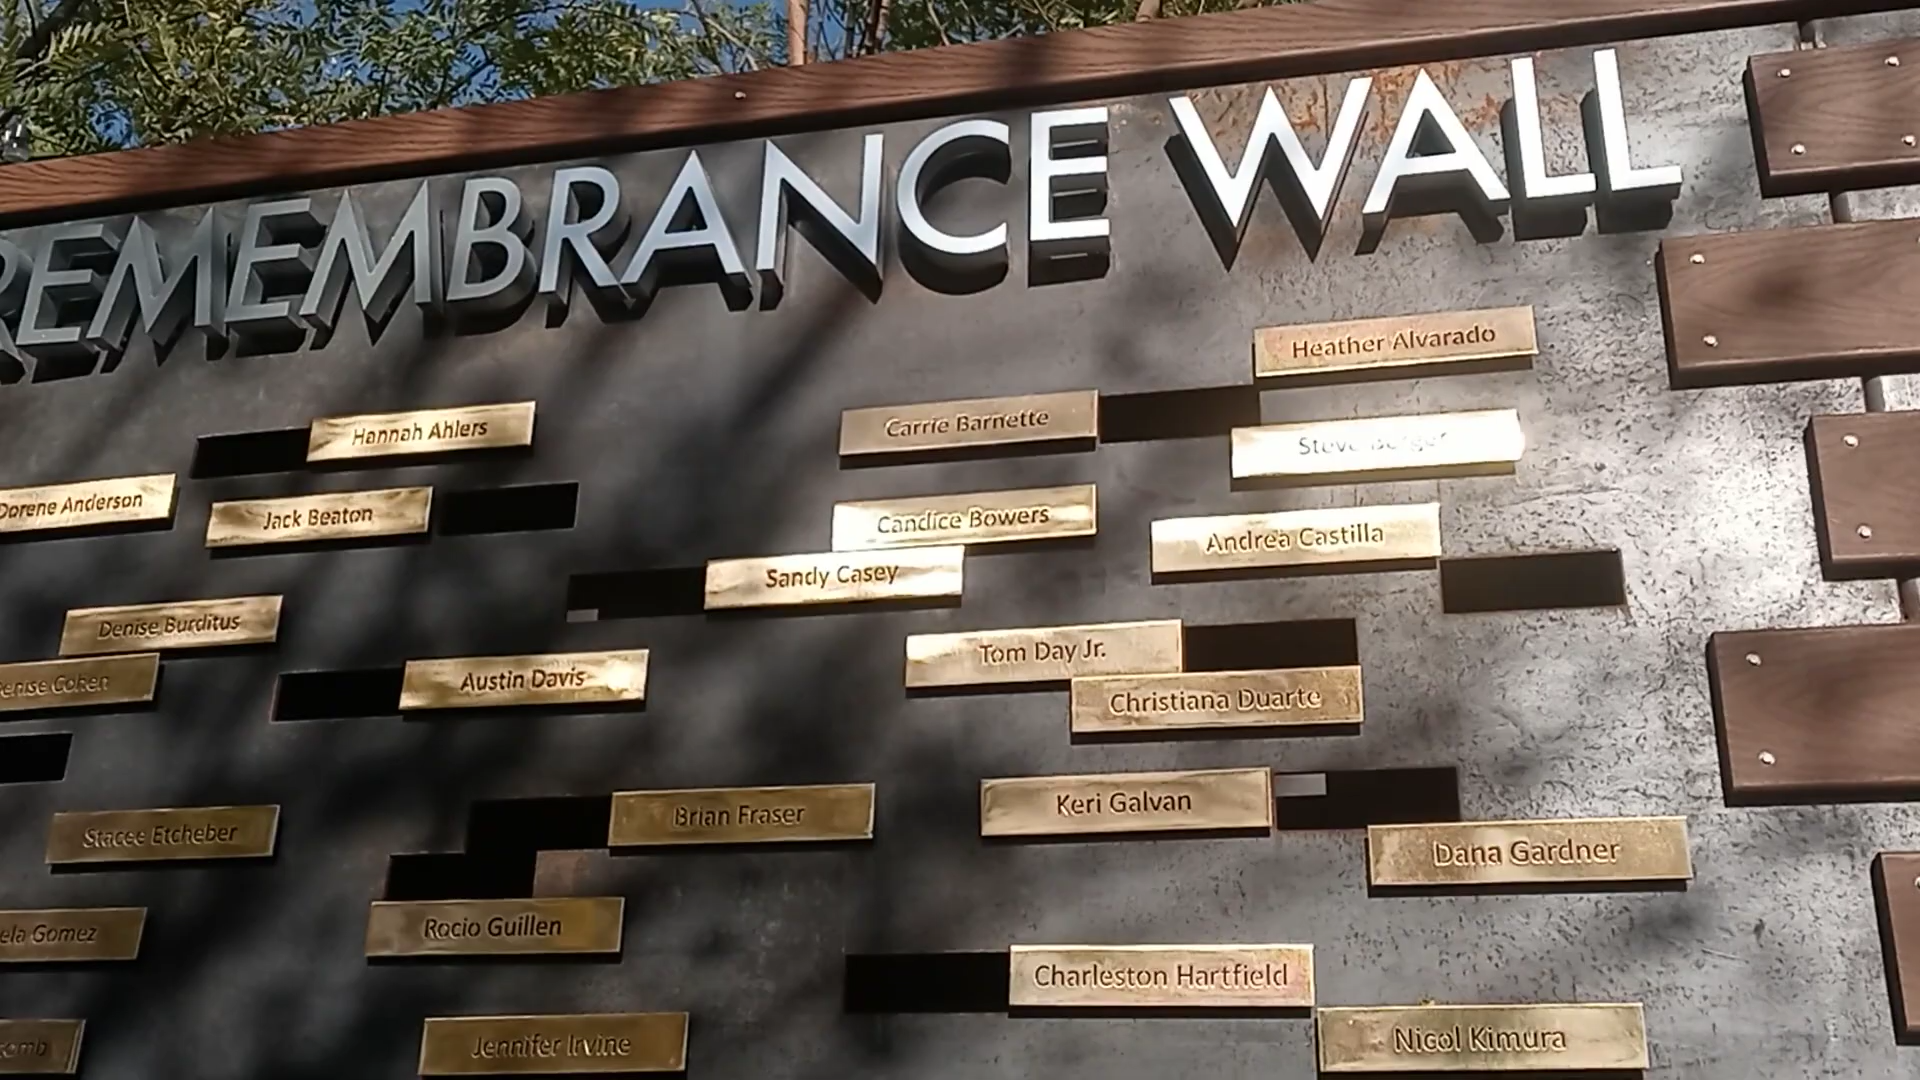 REMEMBRANCE WALL
Heather Alvarado
Hannah Ahlers
Carrie Barnette
Steve Berger
Dorene Anderson
Jack Beaton
Candice Bowers
Andrea Castilla
Sandy Casey
Denise Burditus
Tom Day Jr.
Denise Cohen
Austin Davis
Christiana Duarte
Stacee Etcheber
Brian Fraser
Keri Galvan
Dana Gardner
Gomez
Rocio Guillen
Charleston Hartfield
Jennifer Irvine
Nicol Kimura